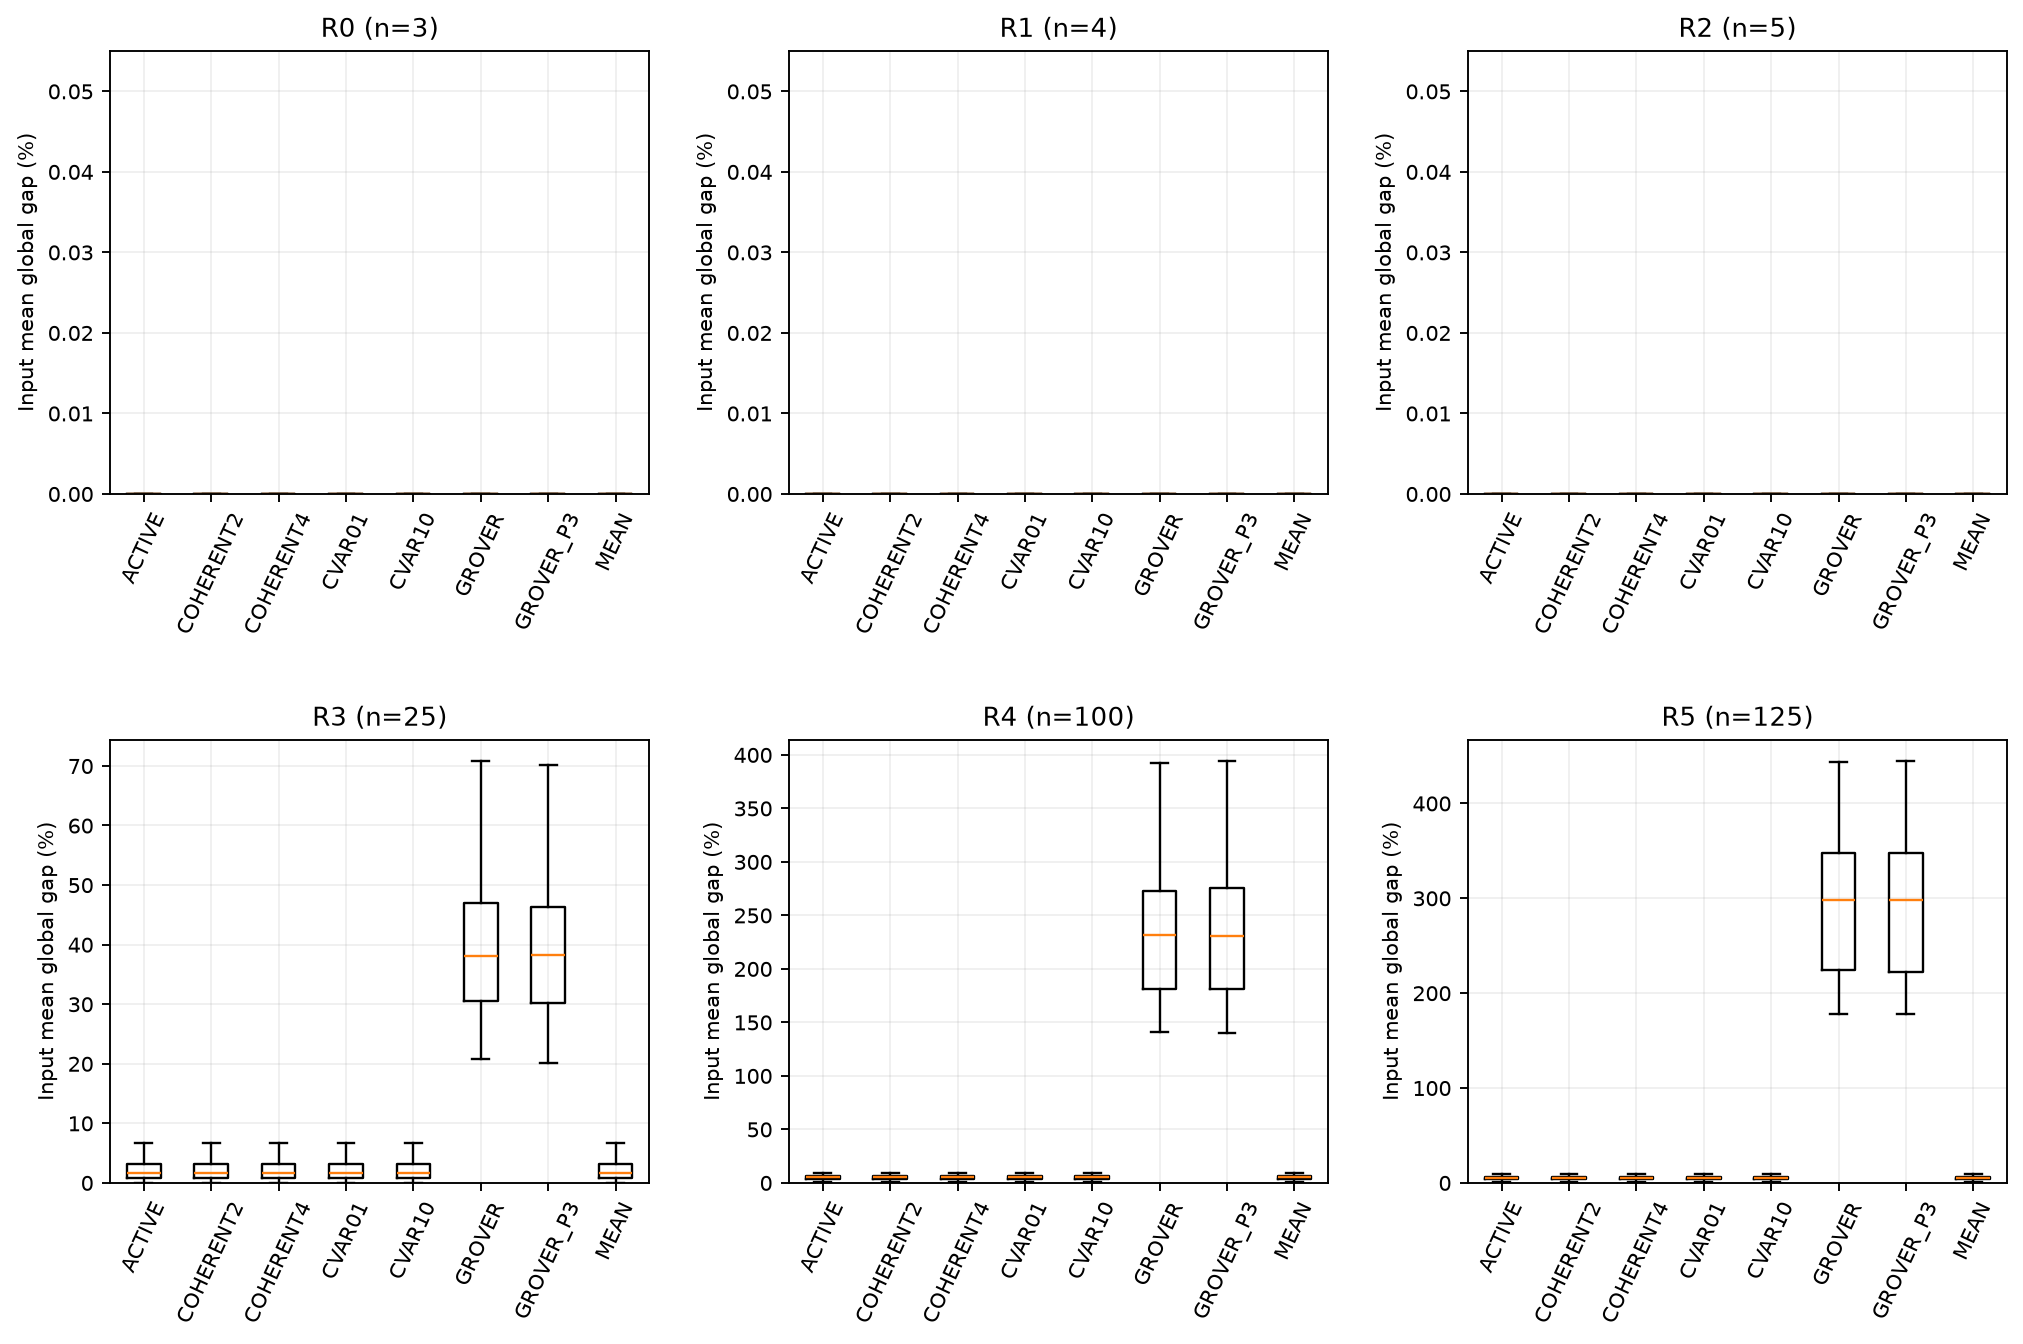 R0 (n=3)
Input mean global gap (%)
0.05
0.04
0.03
0.02
0.01
0.00
ACTIVE
COHERENT2
COHERENT4
CVAR01
CVAR10
GROVER
GROVER_P3
MEAN
R1 (n=4)
Input mean global gap (%)
0.05
0.04
0.03
0.02
0.01
0.00
ACTIVE
COHERENT2
COHERENT4
CVAR01
CVAR10
GROVER
GROVER_P3
MEAN
R2 (n=5)
Input mean global gap (%)
0.05
0.04
0.03
0.02
0.01
0.00
ACTIVE
COHERENT2
COHERENT4
CVAR01
CVAR10
GROVER
GROVER_P3
MEAN
R3 (n=25)
Input mean global gap (%)
70
60
50
40
30
20
10
0
ACTIVE
COHERENT2
COHERENT4
CVAR01
CVAR10
GROVER
GROVER_P3
MEAN
R4 (n=100)
Input mean global gap (%)
400
350
300
250
200
150
100
50
0
ACTIVE
COHERENT2
COHERENT4
CVAR01
CVAR10
GROVER
GROVER_P3
MEAN
R5 (n=125)
Input mean global gap (%)
400
300
200
100
0
ACTIVE
COHERENT2
COHERENT4
CVAR01
CVAR10
GROVER
GROVER_P3
MEAN